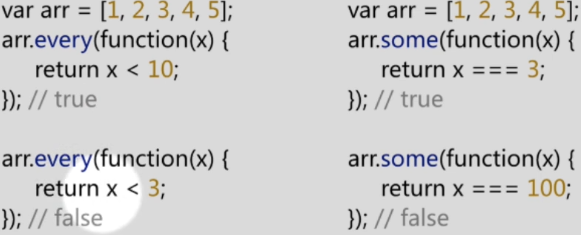 var arr = [1, 2, 3, 4, 5];
arr.every(function(x) {
    return x < 10;
}); // true
arr.every(function(x) {
    return x < 3;
}); // false
var arr = [1, 2, 3, 4, 5];
arr.some(function(x) {
    return x === 3;
}); // true
arr.some(function(x) {
    return x === 100;
}); // false